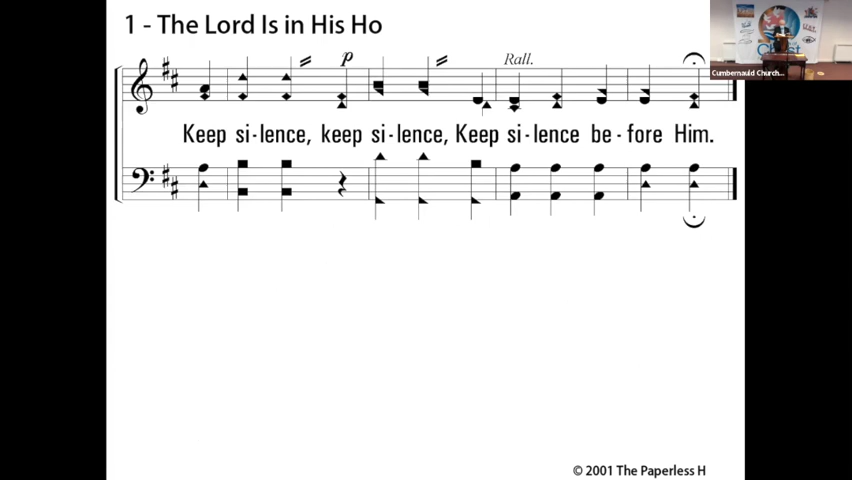 1 - The Lord Is in His Ho
p
Rall.
Keep si-lence, keep si-lence, Keep si-lence be-fore Him.
© 2001 The Paperless H
Cumbernauld Church...